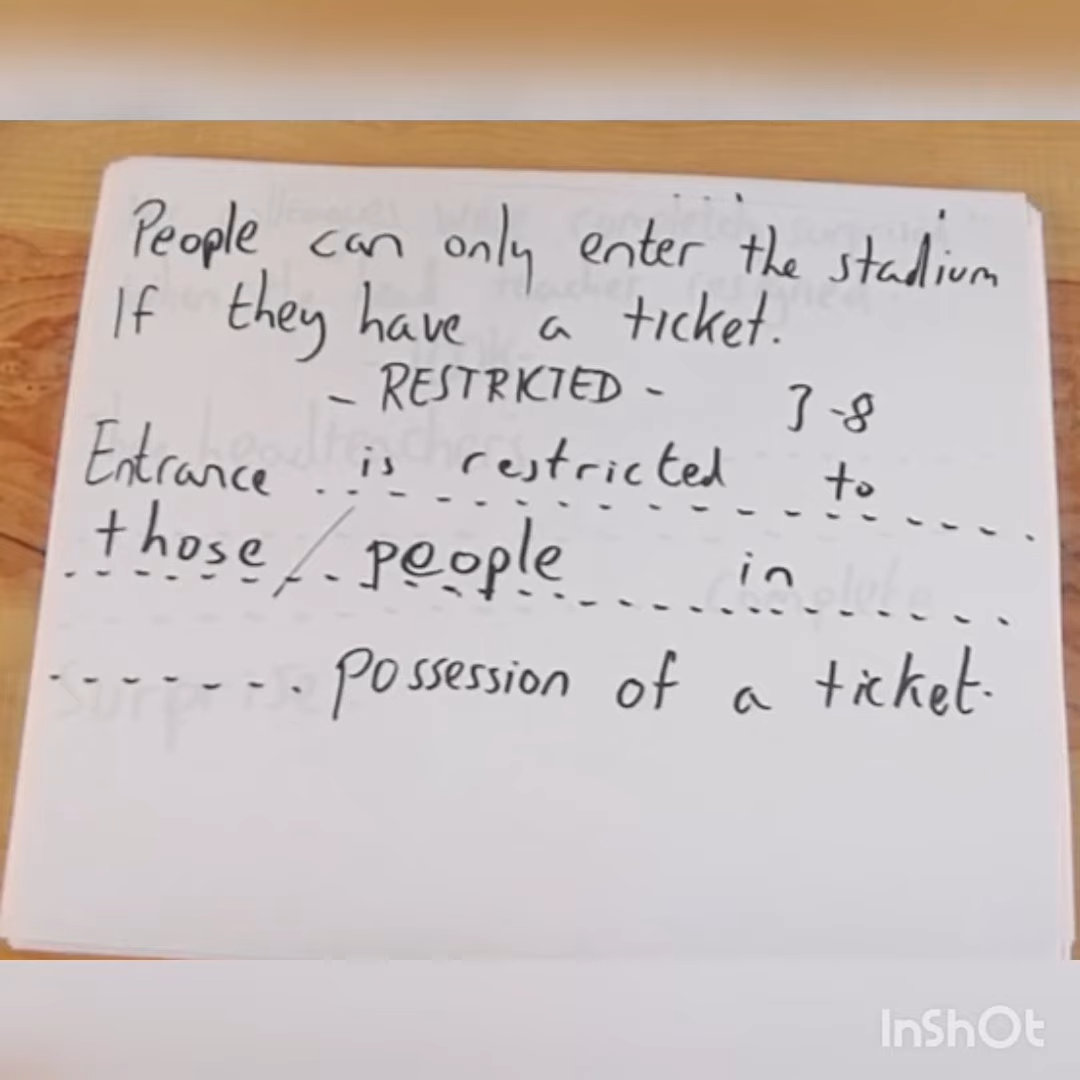 People can only enter the stadium
If they have a ticket.
- RESTRICTED - 3-8
Entrance is restricted to
those / people in
possession of a ticket.
InShOt